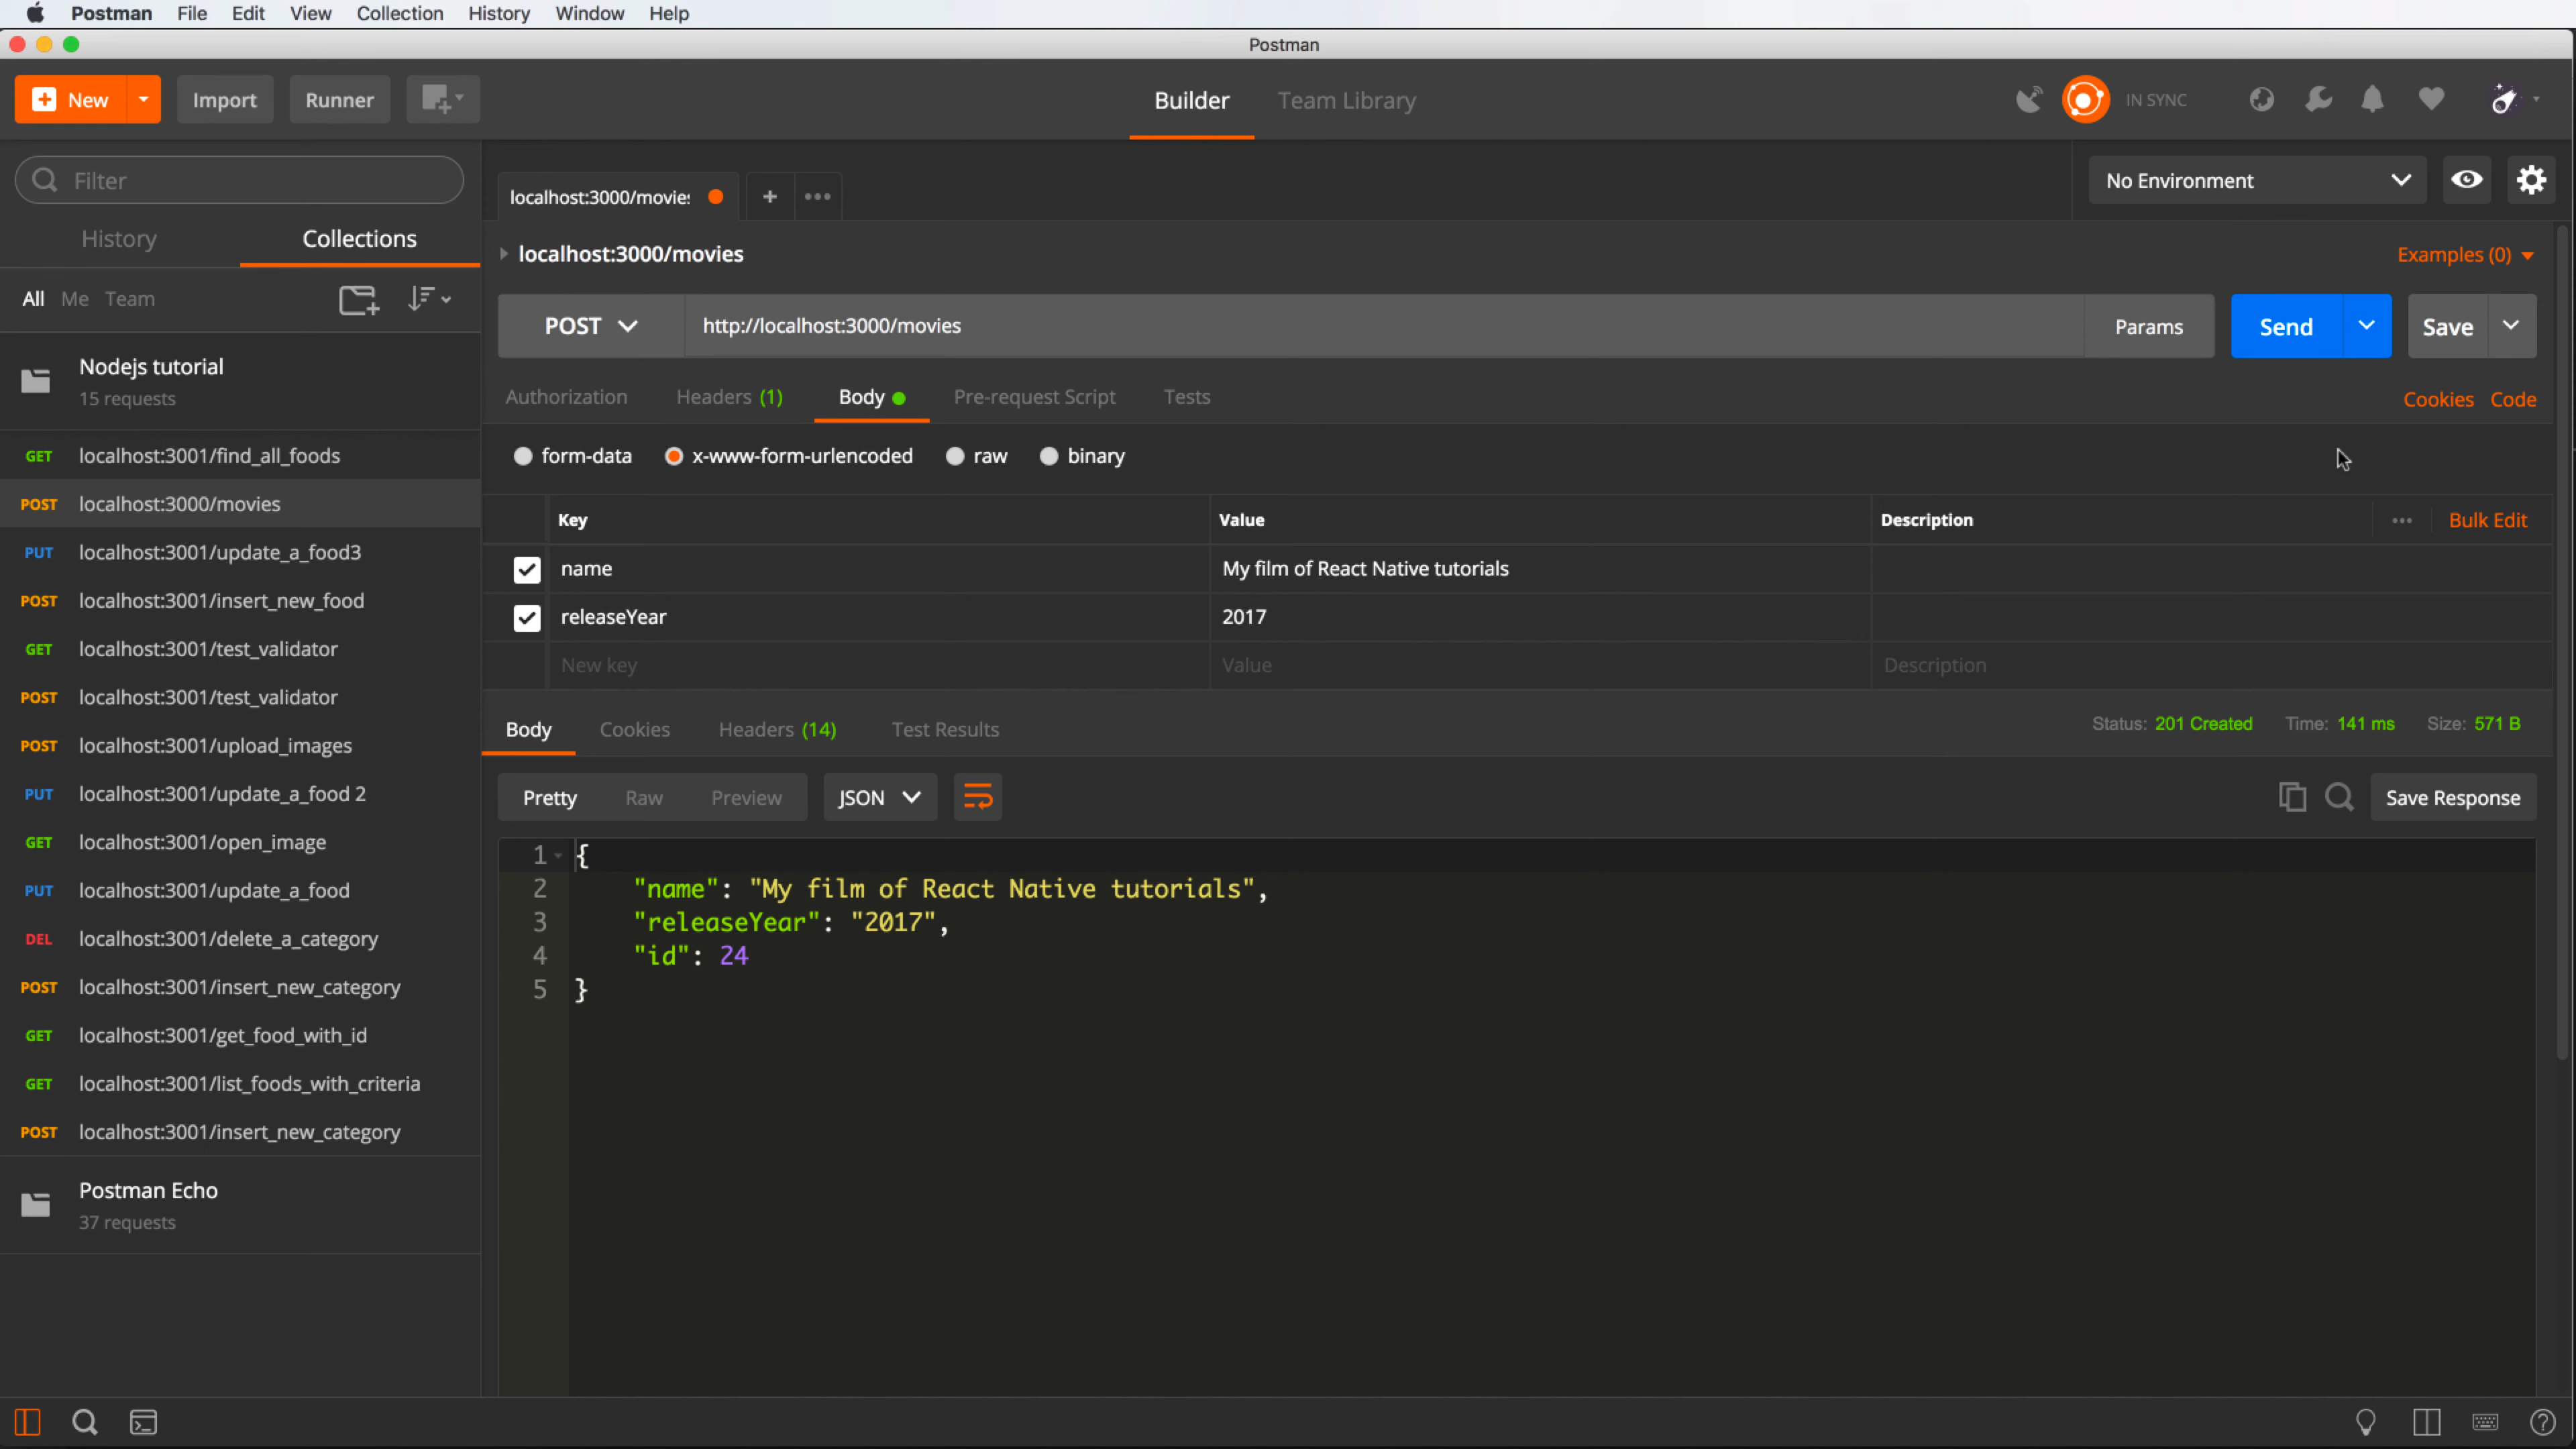 Postman File Edit View Collection History Window Help
Postman
New Import Runner Builder Team Library IN SYNC
Filter
localhost:3000/movies No Environment
History Collections
localhost:3000/movies Examples (0)
All Me Team
POST http://localhost:3000/movies Params Send Save
Nodejs tutorial
15 requests
Authorization Headers (1) Body Pre-request Script Tests Cookies Code
GET localhost:3001/find_all_foods
POST localhost:3000/movies
PUT localhost:3001/update_a_food3
POST localhost:3001/insert_new_food
GET localhost:3001/test_validator
POST localhost:3001/test_validator
POST localhost:3001/upload_images
PUT localhost:3001/update_a_food 2
GET localhost:3001/open_image
PUT localhost:3001/update_a_food
DEL localhost:3001/delete_a_category
POST localhost:3001/insert_new_category
GET localhost:3001/get_food_with_id
GET localhost:3001/list_foods_with_criteria
POST localhost:3001/insert_new_category
Postman Echo
37 requests
form-data x-www-form-urlencoded raw binary
Key Value Description Bulk Edit
name My film of React Native tutorials
releaseYear 2017
New key Value Description
Body Cookies Headers (14) Test Results Status: 201 Created Time: 141 ms Size: 571 B
Pretty Raw Preview JSON Save Response
1 {
2 "name": "My film of React Native tutorials",
3 "releaseYear": "2017",
4 "id": 24
5 }